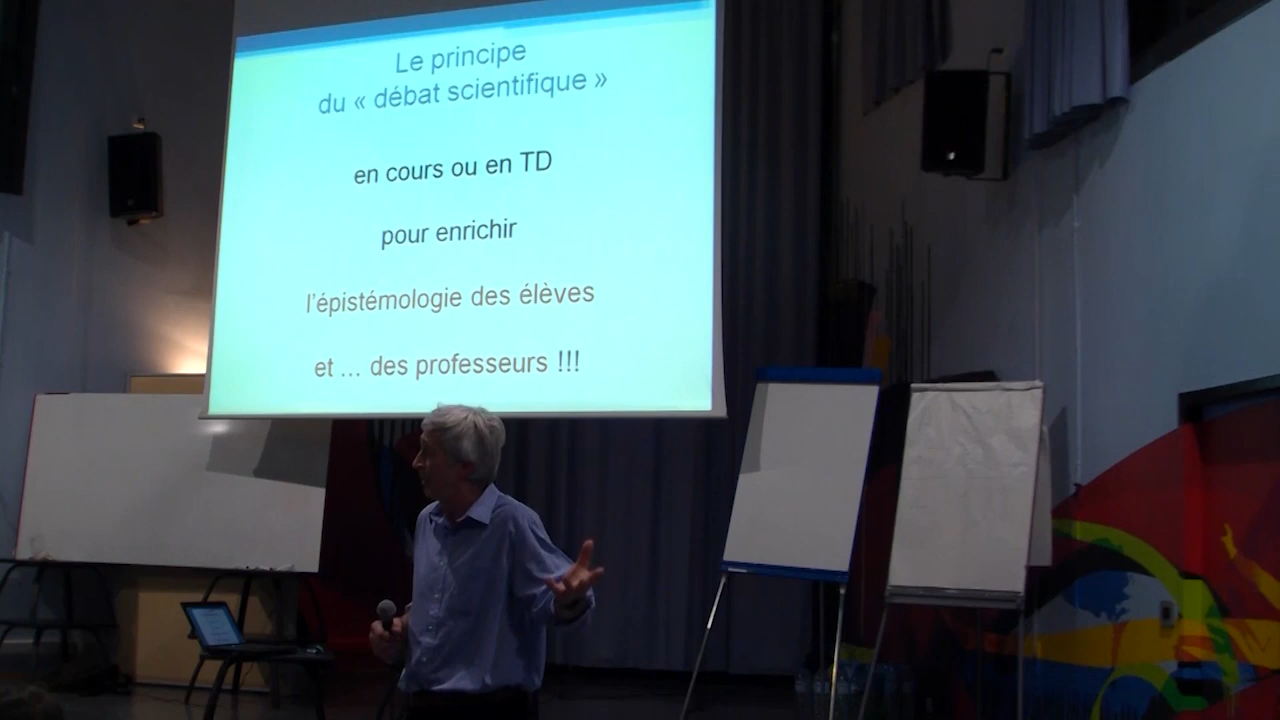 Le principe
du « débat scientifique »
en cours ou en TD
pour enrichir
l'épistémologie des élèves
et ... des professeurs !!!